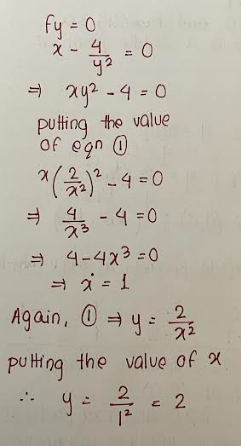 fy = 0
x - 4/y² = 0
⇒ xy² - 4 = 0
putting the value
of eqn ①
x(2/x²)² - 4 = 0
⇒ 4/x³ - 4 = 0
⇒ 4 - 4x³ = 0
⇒ x = 1
Again, ① ⇒ y = 2/x²
putting the value of x
∴ y = 2/1² = 2